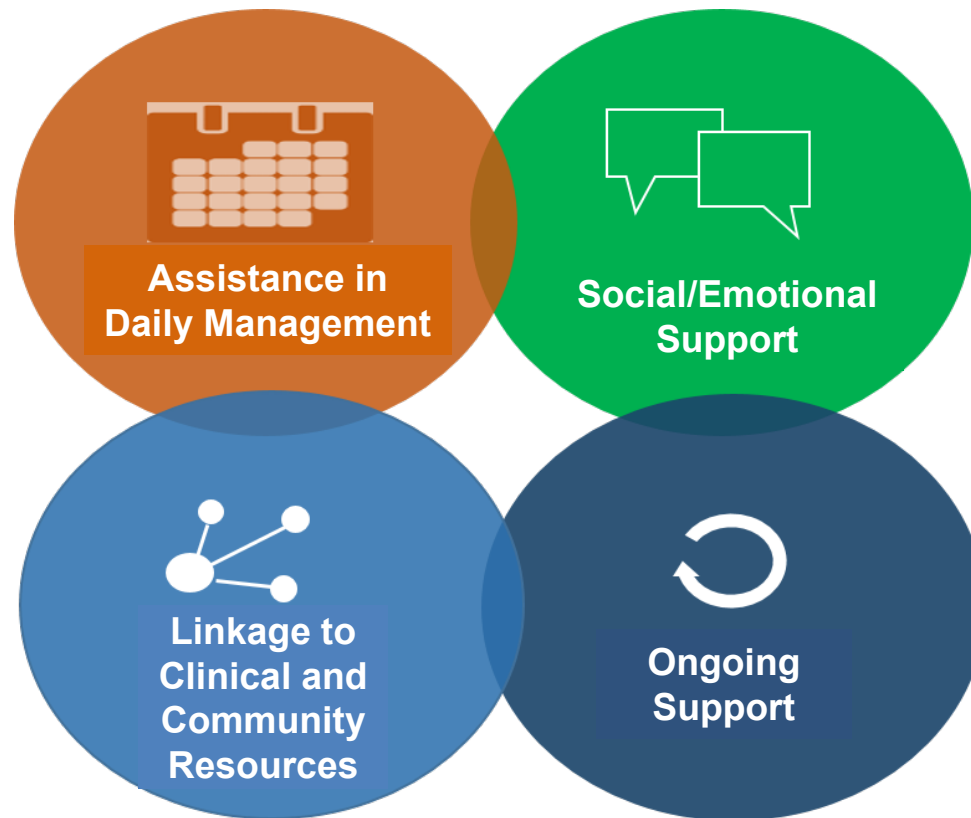 Assistance in
Daily Management
Social/Emotional
Support
Linkage to
Clinical and
Community
Resources
Ongoing
Support